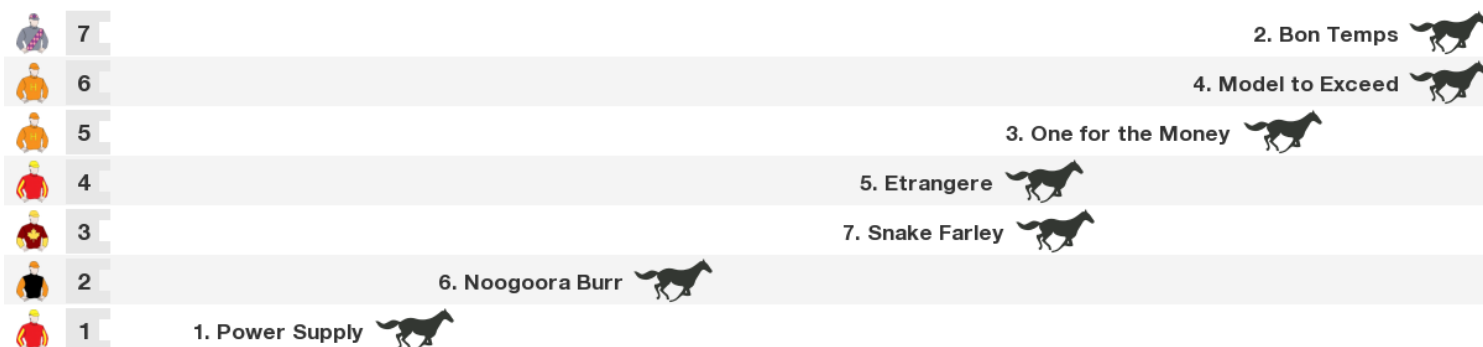 7 2. Bon Temps
6 4. Model to Exceed
5 3. One for the Money
4 5. Etrangere
3 7. Snake Farley
2 6. Noogoora Burr
1 1. Power Supply